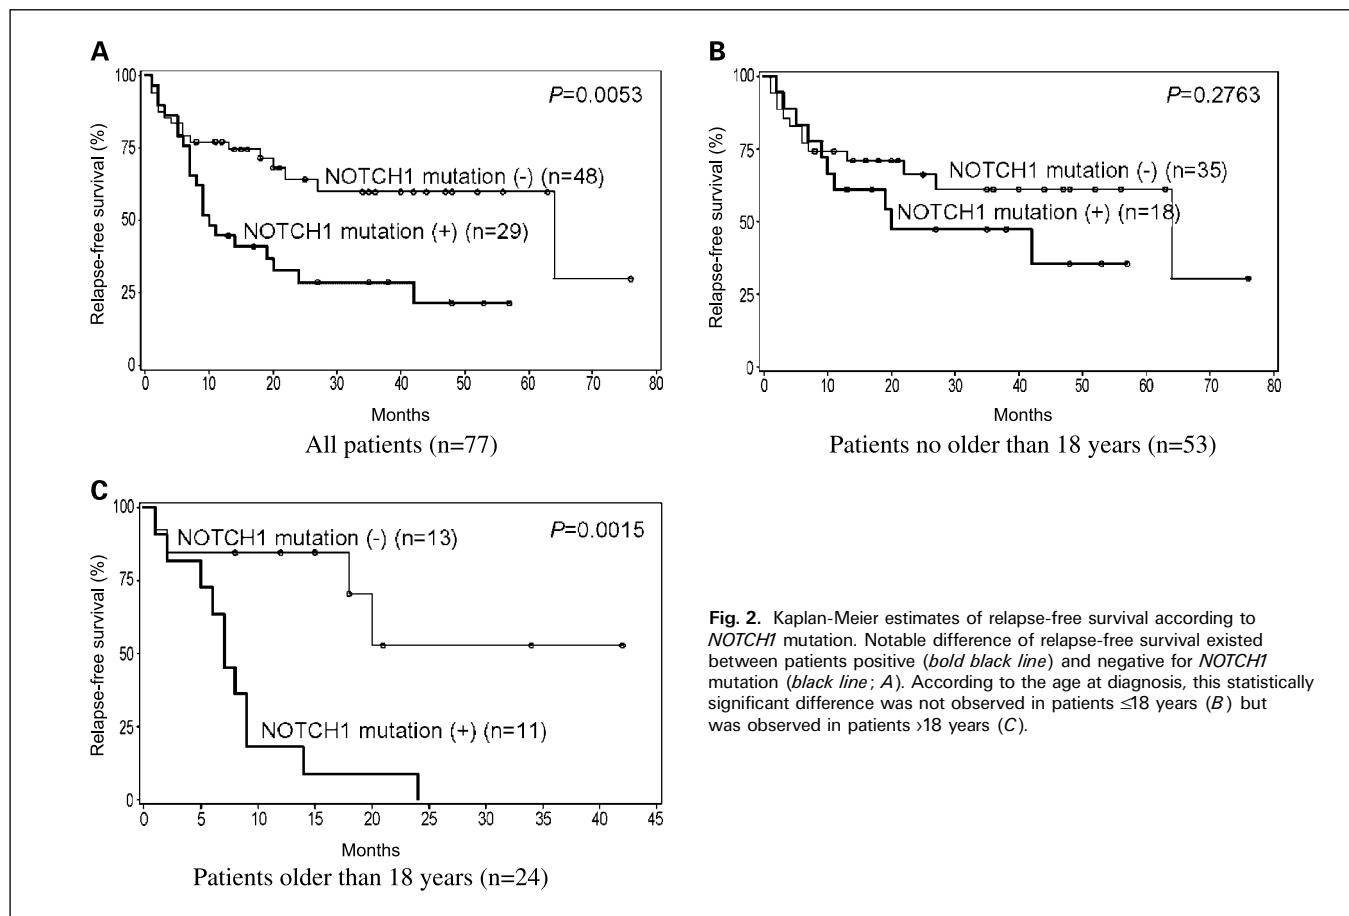 A
P=0.0053
NOTCH1 mutation (-) (n=48)
NOTCH1 mutation (+) (n=29)
Relapse-free survival (%)
100
75
50
25
0
0 10 20 30 40 50 60 70 80
Months
All patients (n=77)
B
P=0.2763
NOTCH1 mutation (-) (n=35)
NOTCH1 mutation (+) (n=18)
Relapse-free survival (%)
100
75
50
25
0
0 10 20 30 40 50 60 70 80
Months
Patients no older than 18 years (n=53)
C
P=0.0015
NOTCH1 mutation (-) (n=13)
NOTCH1 mutation (+) (n=11)
Relapse-free survival (%)
100
75
50
25
0
0 5 10 15 20 25 30 35 40 45
Months
Patients older than 18 years (n=24)
Fig. 2. Kaplan-Meier estimates of relapse-free survival according to
NOTCH1 mutation. Notable difference of relapse-free survival existed
between patients positive (bold black line) and negative for NOTCH1
mutation (black line; A). According to the age at diagnosis, this statistically
significant difference was not observed in patients ≤18 years (B) but
was observed in patients >18 years (C).